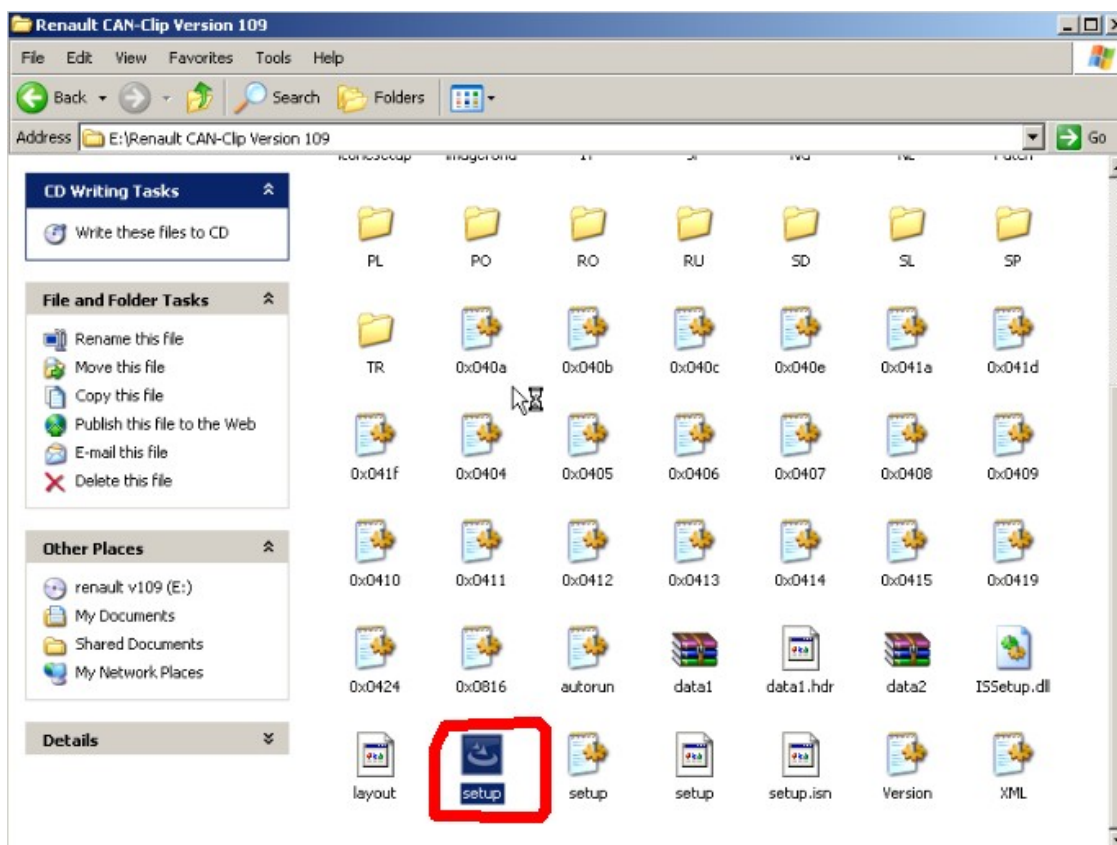 Renault CAN-Clip Version 109
File Edit View Favorites Tools Help
Back Search Folders
Address E:\Renault CAN-Clip Version 109 Go
CD Writing Tasks
Write these files to CD
File and Folder Tasks
Rename this file
Move this file
Copy this file
Publish this file to the Web
E-mail this file
Delete this file
Other Places
renault v109 (E:)
My Documents
Shared Documents
My Network Places
Details
PL PO RO RU SD SL SP
TR 0x040a 0x040b 0x040c 0x040e 0x041a 0x041d
0x041f 0x0404 0x0405 0x0406 0x0407 0x0408 0x0409
0x0410 0x0411 0x0412 0x0413 0x0414 0x0415 0x0419
0x0424 0x0816 autorun data1 data1.hdr data2 ISSetup.dll
layout setup setup setup setup.isn Version XML